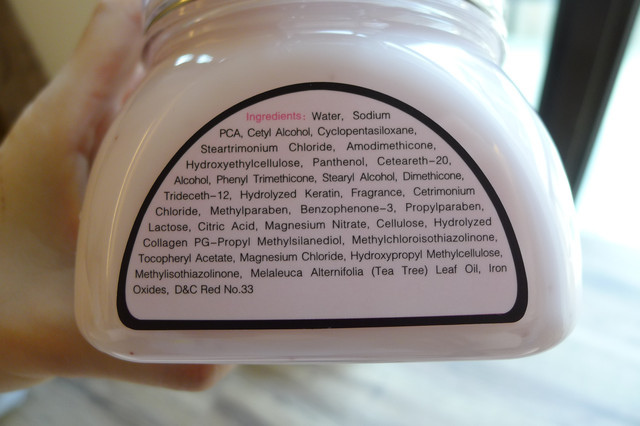 Ingredients: Water, Sodium
PCA, Cetyl Alcohol, Cyclopentasiloxane,
Steartrimonium Chloride, Amodimethicone,
Hydroxyethylcellulose, Panthenol, Ceteareth-20,
Alcohol, Phenyl Trimethicone, Stearyl Alcohol, Dimethicone,
Trideceth-12, Hydrolyzed Keratin, Fragrance, Cetrimonium
Chloride, Methylparaben, Benzophenone-3, Propylparaben,
Lactose, Citric Acid, Magnesium Nitrate, Cellulose, Hydrolyzed
Collagen PG-Propyl Methylsilanediol, Methylchloroisothiazolinone,
Tocopheryl Acetate, Magnesium Chloride, Hydroxypropyl Methylcellulose,
Methylisothiazolinone, Melaleuca Alternifolia (Tea Tree) Leaf Oil, Iron
Oxides, D&C Red No.33